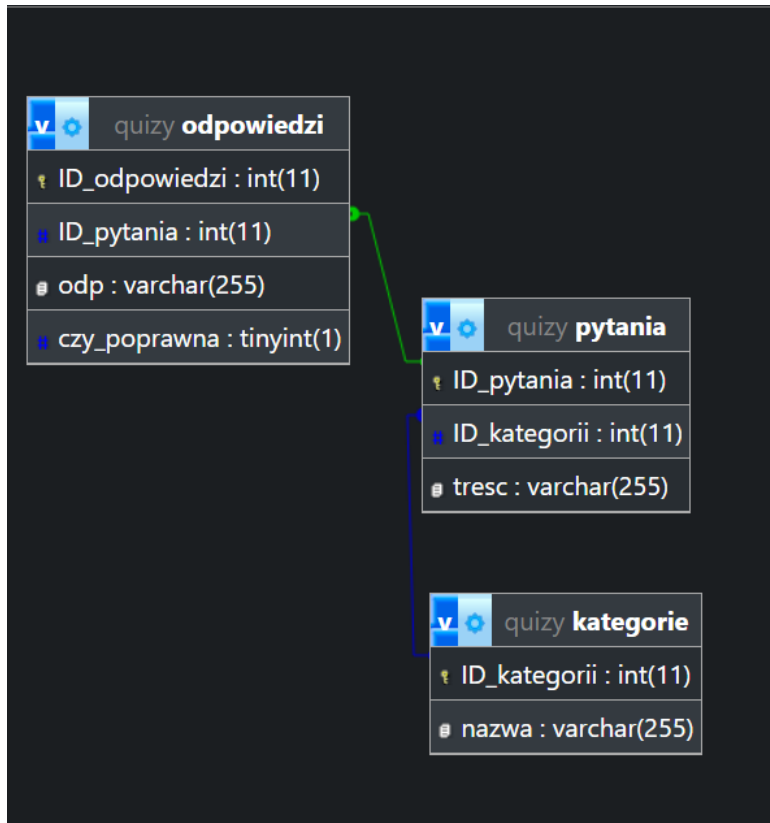 v quizy odpowiedzi
ID_odpowiedzi : int(11)
# ID_pytania : int(11)
odp : varchar(255)
# czy_poprawna : tinyint(1)
v quizy pytania
ID_pytania : int(11)
# ID_kategorii : int(11)
tresc : varchar(255)
v quizy kategorie
ID_kategorii : int(11)
nazwa : varchar(255)